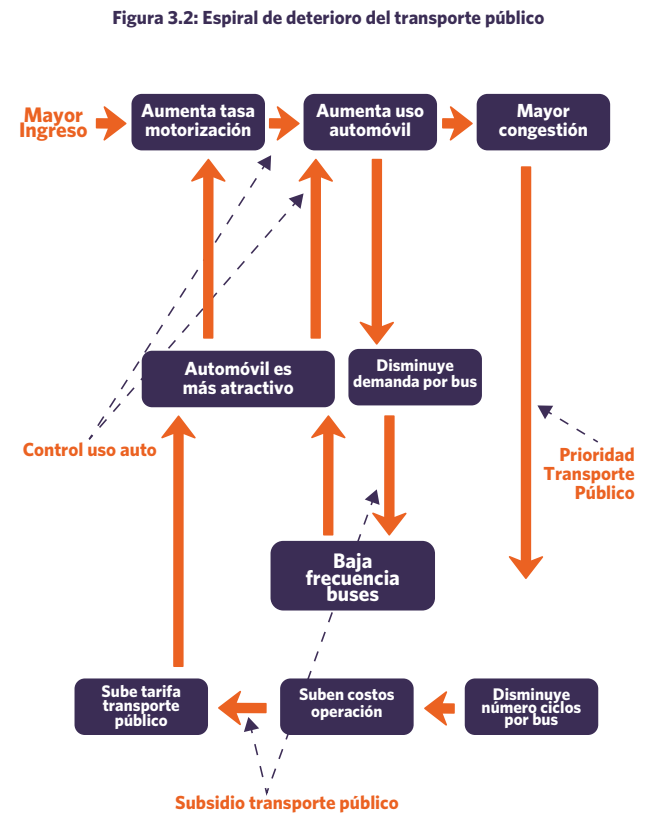 Figura 3.2: Espiral de deterioro del transporte público
Mayor
Ingreso
Aumenta tasa
motorización
Aumenta uso
automóvil
Mayor
congestión
Automóvil es
más atractivo
Disminuye
demanda por bus
Control uso auto
Prioridad
Transporte
Público
Baja
frecuencia
buses
Sube tarifa
transporte
público
Suben costos
operación
Disminuye
número ciclos
por bus
Subsidio transporte público